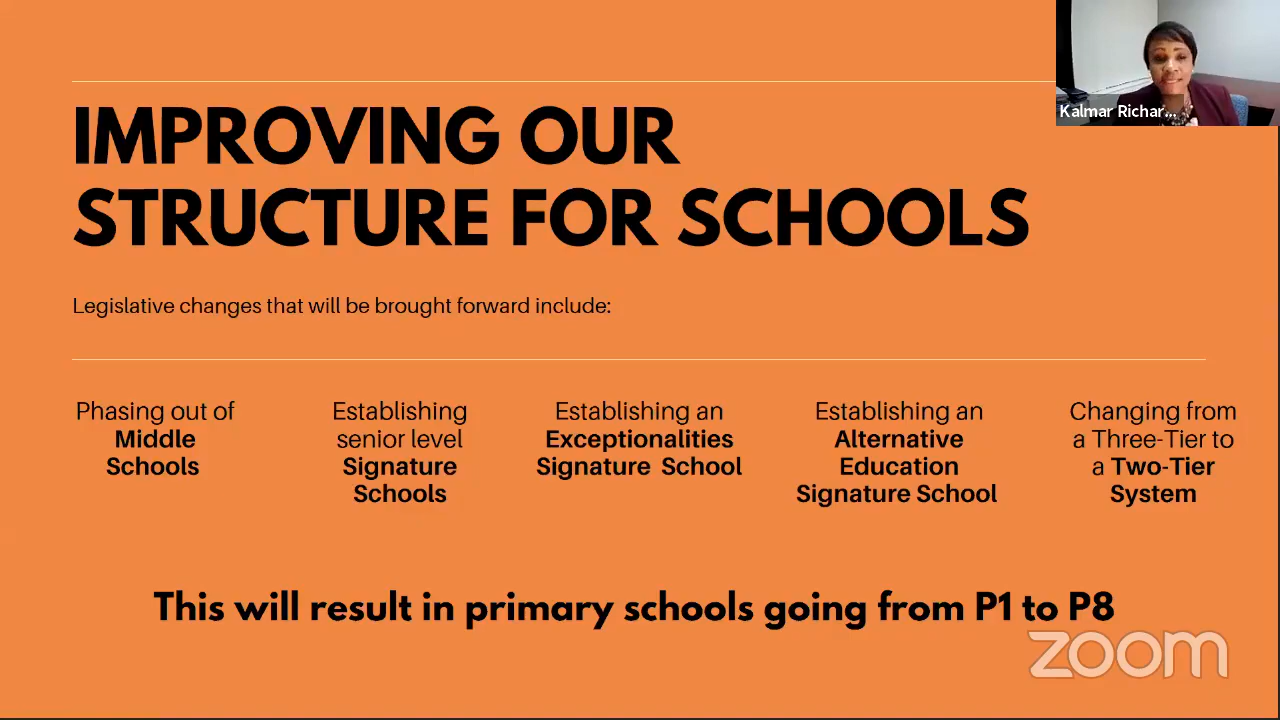 Kalmar Richar...
IMPROVING OUR
STRUCTURE FOR SCHOOLS
Legislative changes that will be brought forward include:
Phasing out of
Middle
Schools
Establishing
senior level
Signature
Schools
Establishing an
Exceptionalities
Signature School
Establishing an
Alternative
Education
Signature School
Changing from
a Three-Tier to
a Two-Tier
System
This will result in primary schools going from P1 to P8
zoom